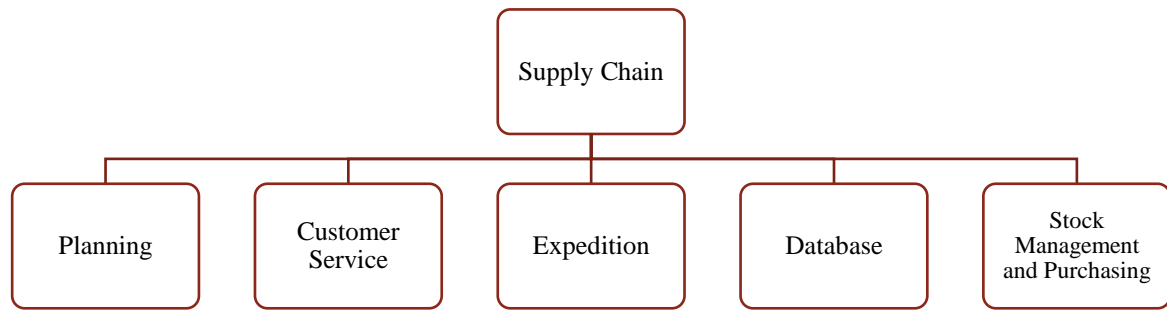 Supply Chain
Planning
Customer
Service
Expedition
Database
Stock
Management
and Purchasing